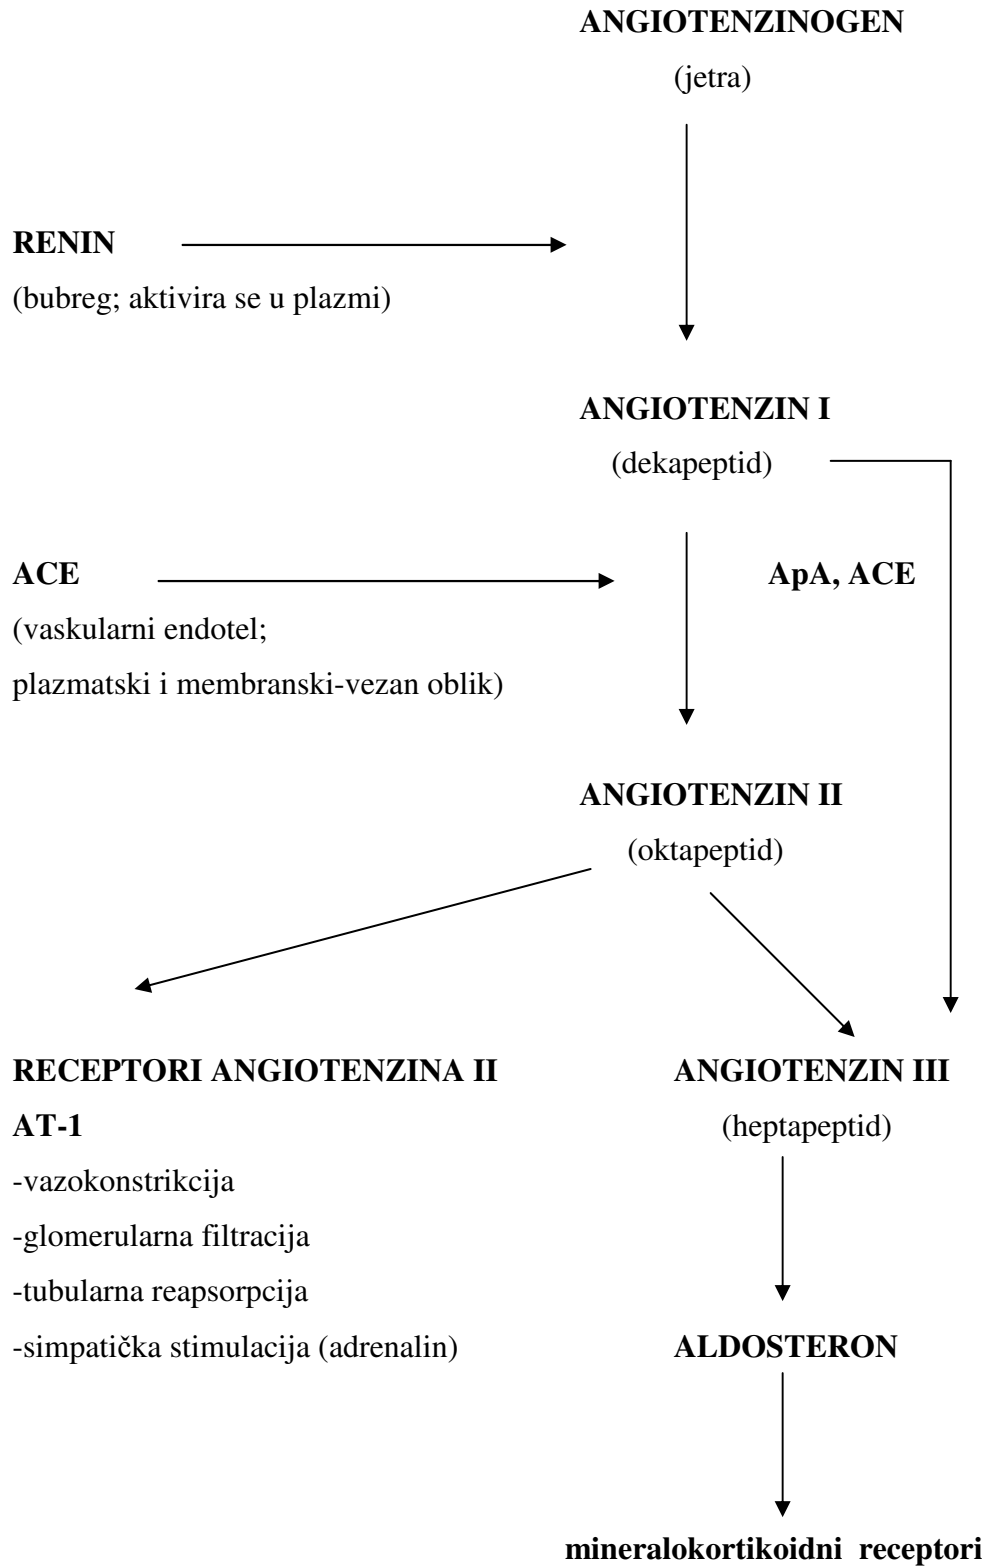 ANGIOTENZINOGEN
(jetra)
RENIN
(bubreg; aktivira se u plazmi)
ANGIOTENZIN I
(dekapeptid)
ACE
ApA, ACE
(vaskularni endotel;
plazmatski i membranski-vezan oblik)
ANGIOTENZIN II
(oktapeptid)
RECEPTORI ANGIOTENZINA II
AT-1
-vazokonstrikcija
-glomerularna filtracija
-tubularna reapsorpcija
-simpatička stimulacija (adrenalin)
ANGIOTENZIN III
(heptapeptid)
ALDOSTERON
mineralokortikoidni receptori